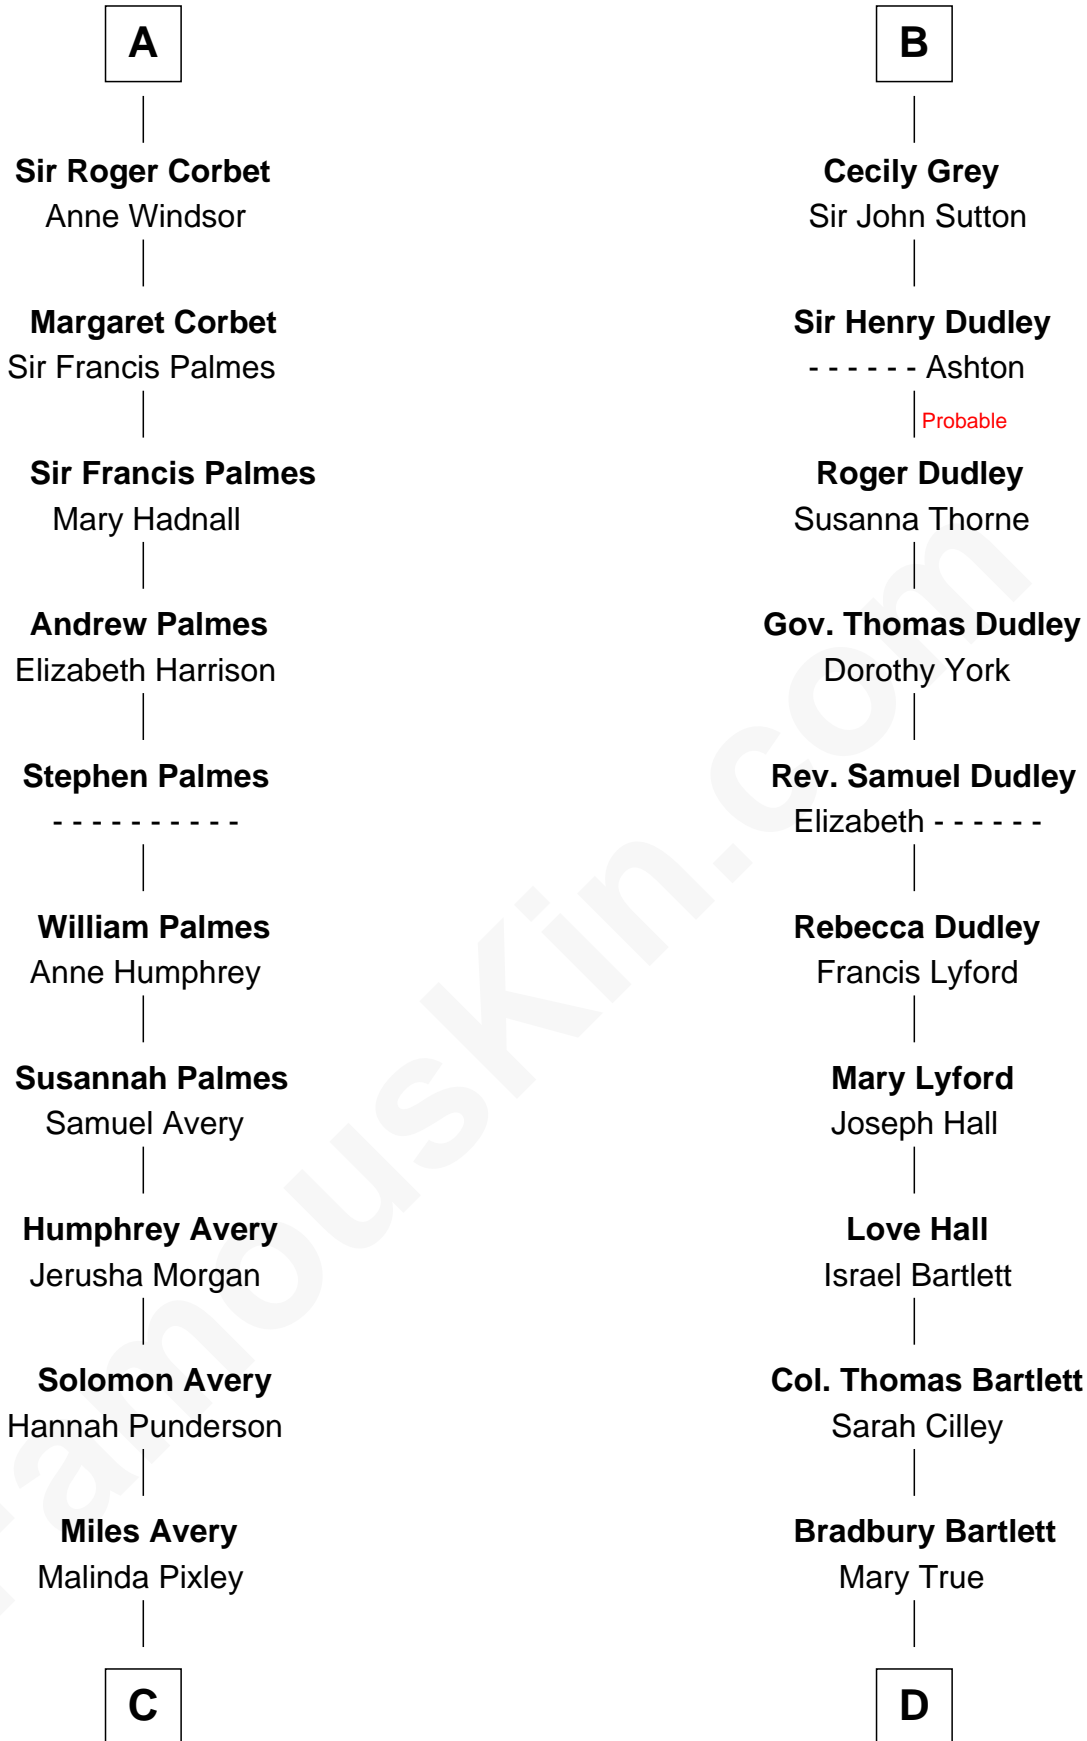 A
Sir Roger Corbet
Anne Windsor
Margaret Corbet
Sir Francis Palmes
Sir Francis Palmes
Mary Hadnall
Andrew Palmes
Elizabeth Harrison
Stephen Palmes
- - - - - - - - - -
William Palmes
Anne Humphrey
Susannah Palmes
Samuel Avery
Humphrey Avery
Jerusha Morgan
Solomon Avery
Hannah Punderson
Miles Avery
Malinda Pixley
C
B
Cecily Grey
Sir John Sutton
Sir Henry Dudley
- - - - - - Ashton
Probable
Roger Dudley
Susanna Thorne
Gov. Thomas Dudley
Dorothy York
Rev. Samuel Dudley
Elizabeth - - - - - -
Rebecca Dudley
Francis Lyford
Mary Lyford
Joseph Hall
Love Hall
Israel Bartlett
Col. Thomas Bartlett
Sarah Cilley
Bradbury Bartlett
Mary True
D
FamousKin.com